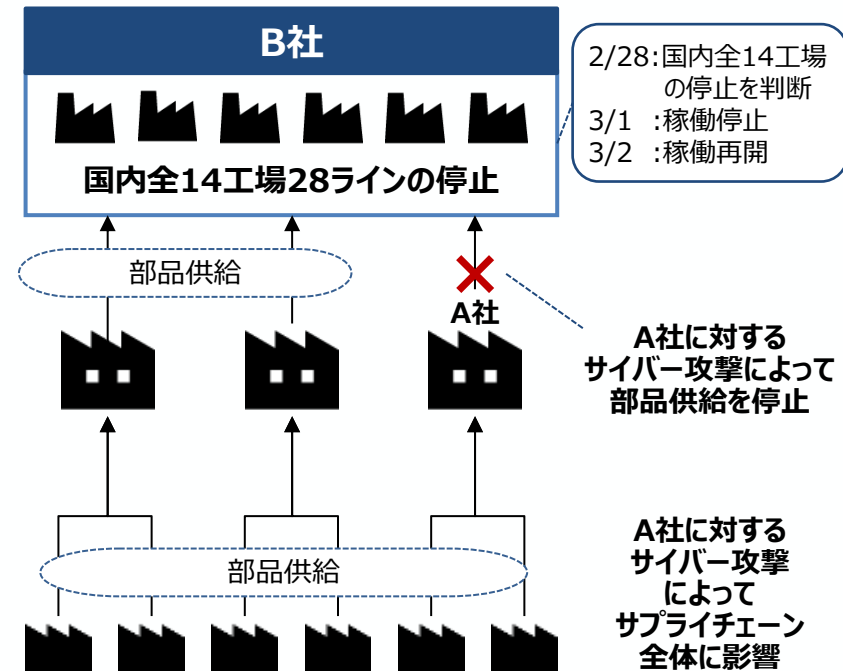 B社
国内全14工場28ラインの停止
2/28:国内全14工場
の停止を判断
3/1 :稼働停止
3/2 :稼働再開
部品供給
A社
A社に対する
サイバー攻撃によって
部品供給を停止
部品供給
A社に対する
サイバー攻撃
によって
サプライチェーン
全体に影響